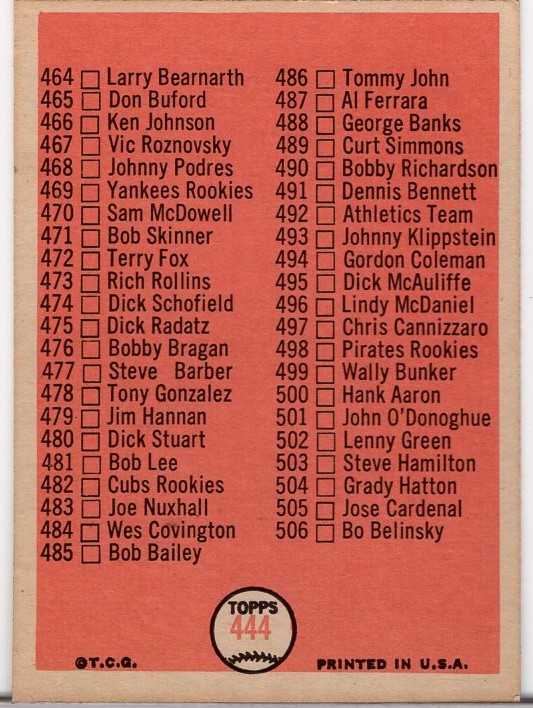 464 Larry Bearnarth
465 Don Buford
466 Ken Johnson
467 Vic Roznovsky
468 Johnny Podres
469 Yankees Rookies
470 Sam McDowell
471 Bob Skinner
472 Terry Fox
473 Rich Rollins
474 Dick Schofield
475 Dick Radatz
476 Bobby Bragan
477 Steve Barber
478 Tony Gonzalez
479 Jim Hannan
480 Dick Stuart
481 Bob Lee
482 Cubs Rookies
483 Joe Nuxhall
484 Wes Covington
485 Bob Bailey
486 Tommy John
487 Al Ferrara
488 George Banks
489 Curt Simmons
490 Bobby Richardson
491 Dennis Bennett
492 Athletics Team
493 Johnny Klippstein
494 Gordon Coleman
495 Dick McAuliffe
496 Lindy McDaniel
497 Chris Cannizzaro
498 Pirates Rookies
499 Wally Bunker
500 Hank Aaron
501 John O'Donoghue
502 Lenny Green
503 Steve Hamilton
504 Grady Hatton
505 Jose Cardenal
506 Bo Belinsky
TOPPS
444
©T.C.G.
PRINTED IN U.S.A.